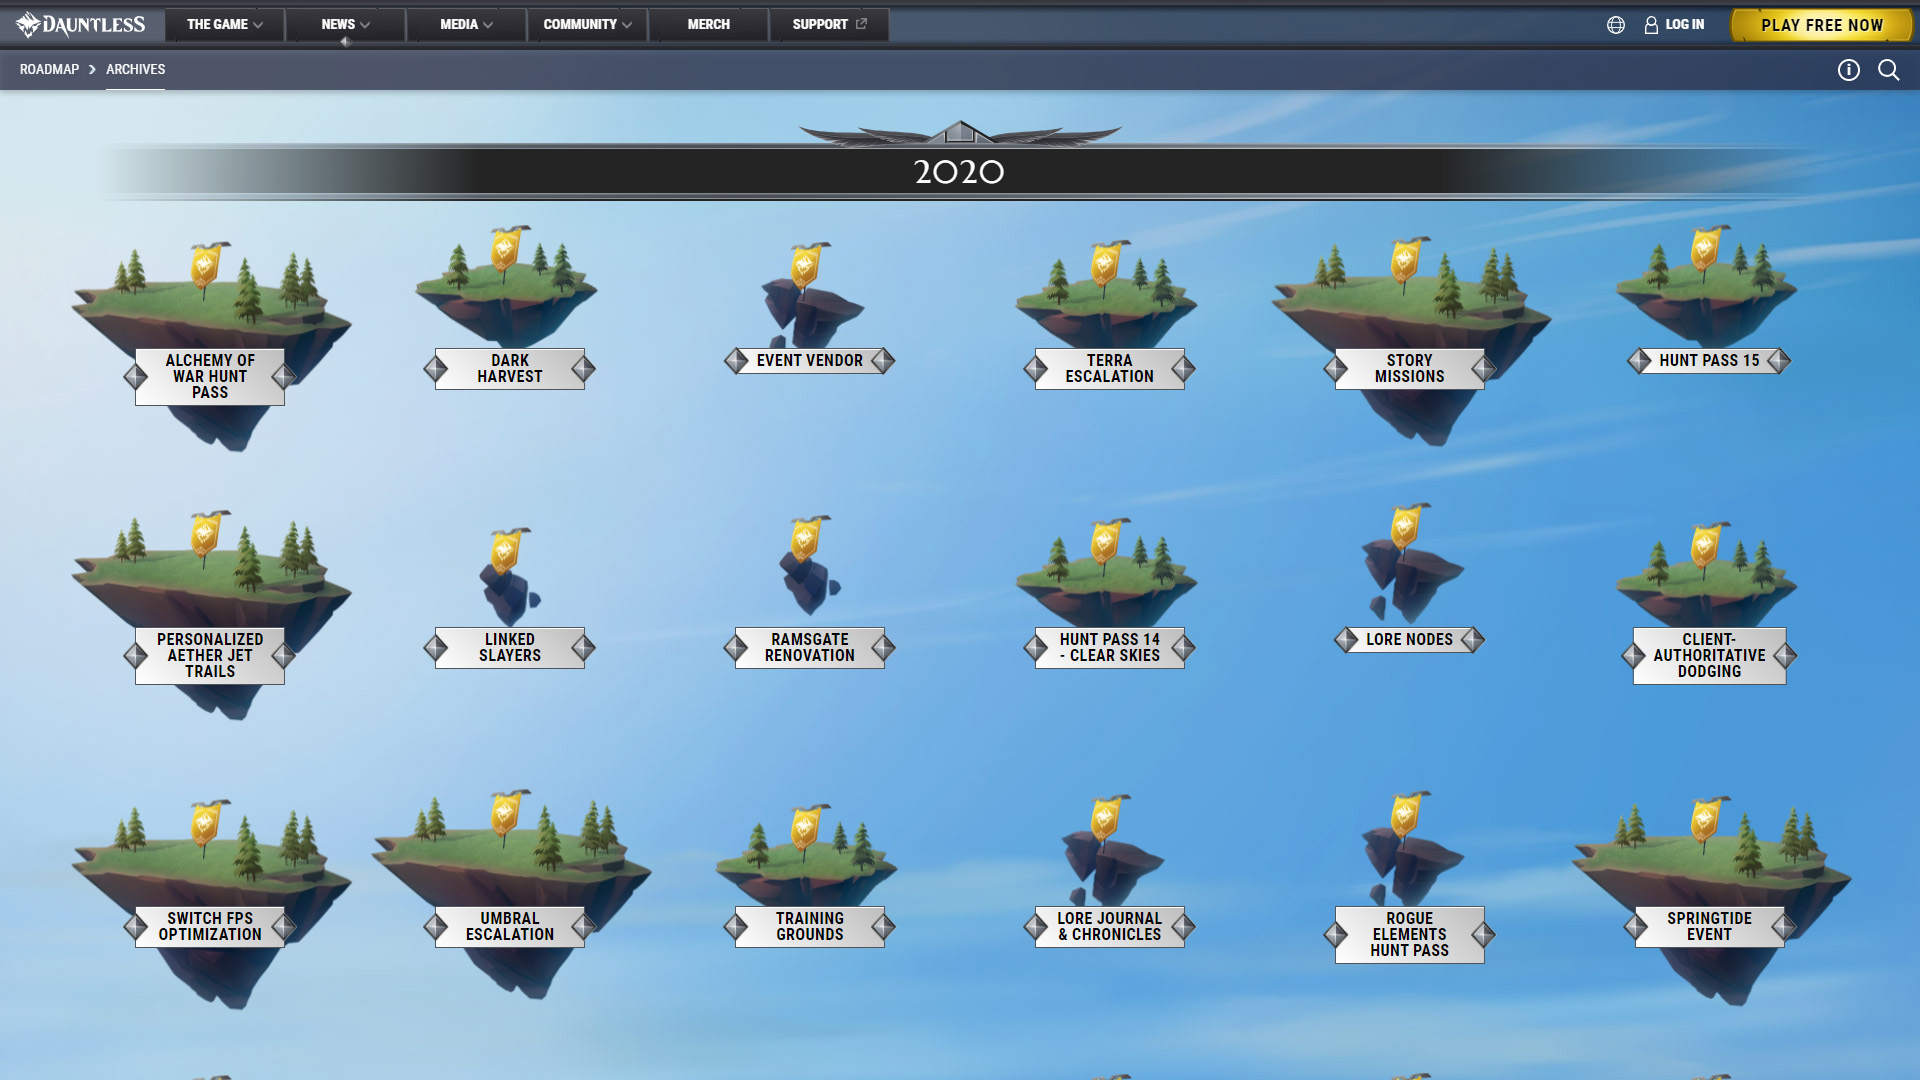 DAUNTLESS
THE GAME
NEWS
MEDIA
COMMUNITY
MERCH
SUPPORT
LOG IN
PLAY FREE NOW
ROADMAP
ARCHIVES
2020
ALCHEMY OF
WAR HUNT
PASS
DARK
HARVEST
EVENT VENDOR
TERRA
ESCALATION
STORY
MISSIONS
HUNT PASS 15
PERSONALIZED
AETHER JET
TRAILS
LINKED
SLAYERS
RAMSGATE
RENOVATION
HUNT PASS 14
- CLEAR SKIES
LORE NODES
CLIENT-
AUTHORITATIVE
DODGING
SWITCH FPS
OPTIMIZATION
UMBRAL
ESCALATION
TRAINING
GROUNDS
LORE JOURNAL
& CHRONICLES
ROGUE
ELEMENTS
HUNT PASS
SPRINGTIDE
EVENT